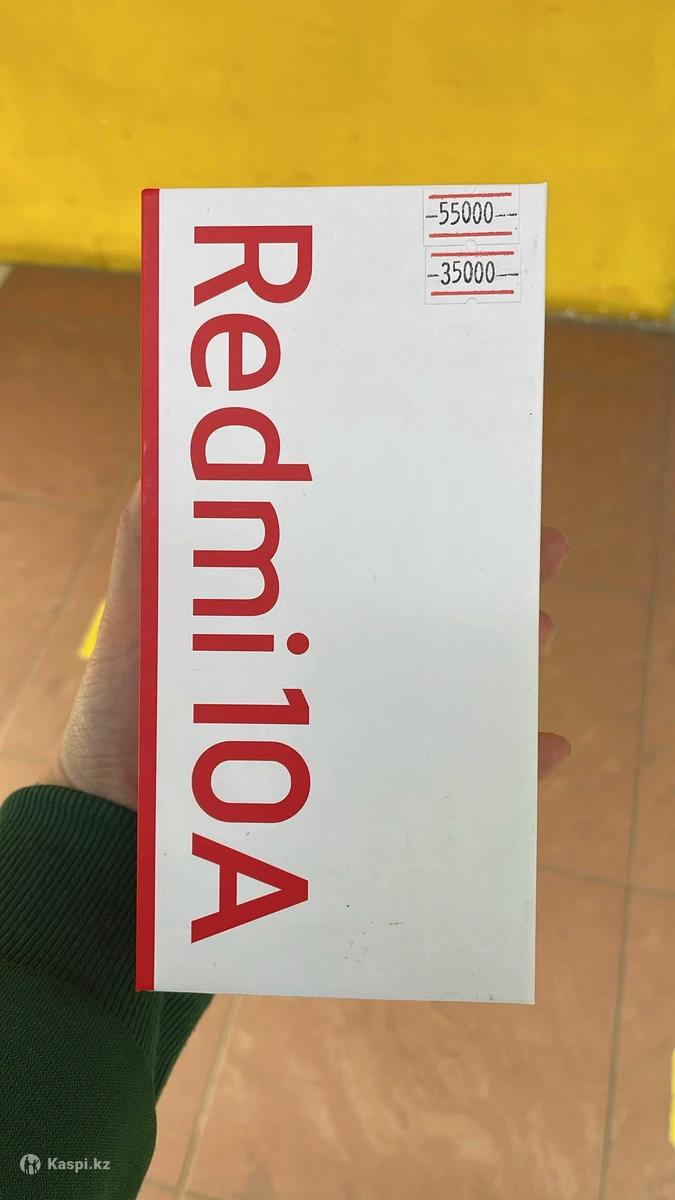 -55000-
-35000-
Redmi 10A
Kaspi.kz